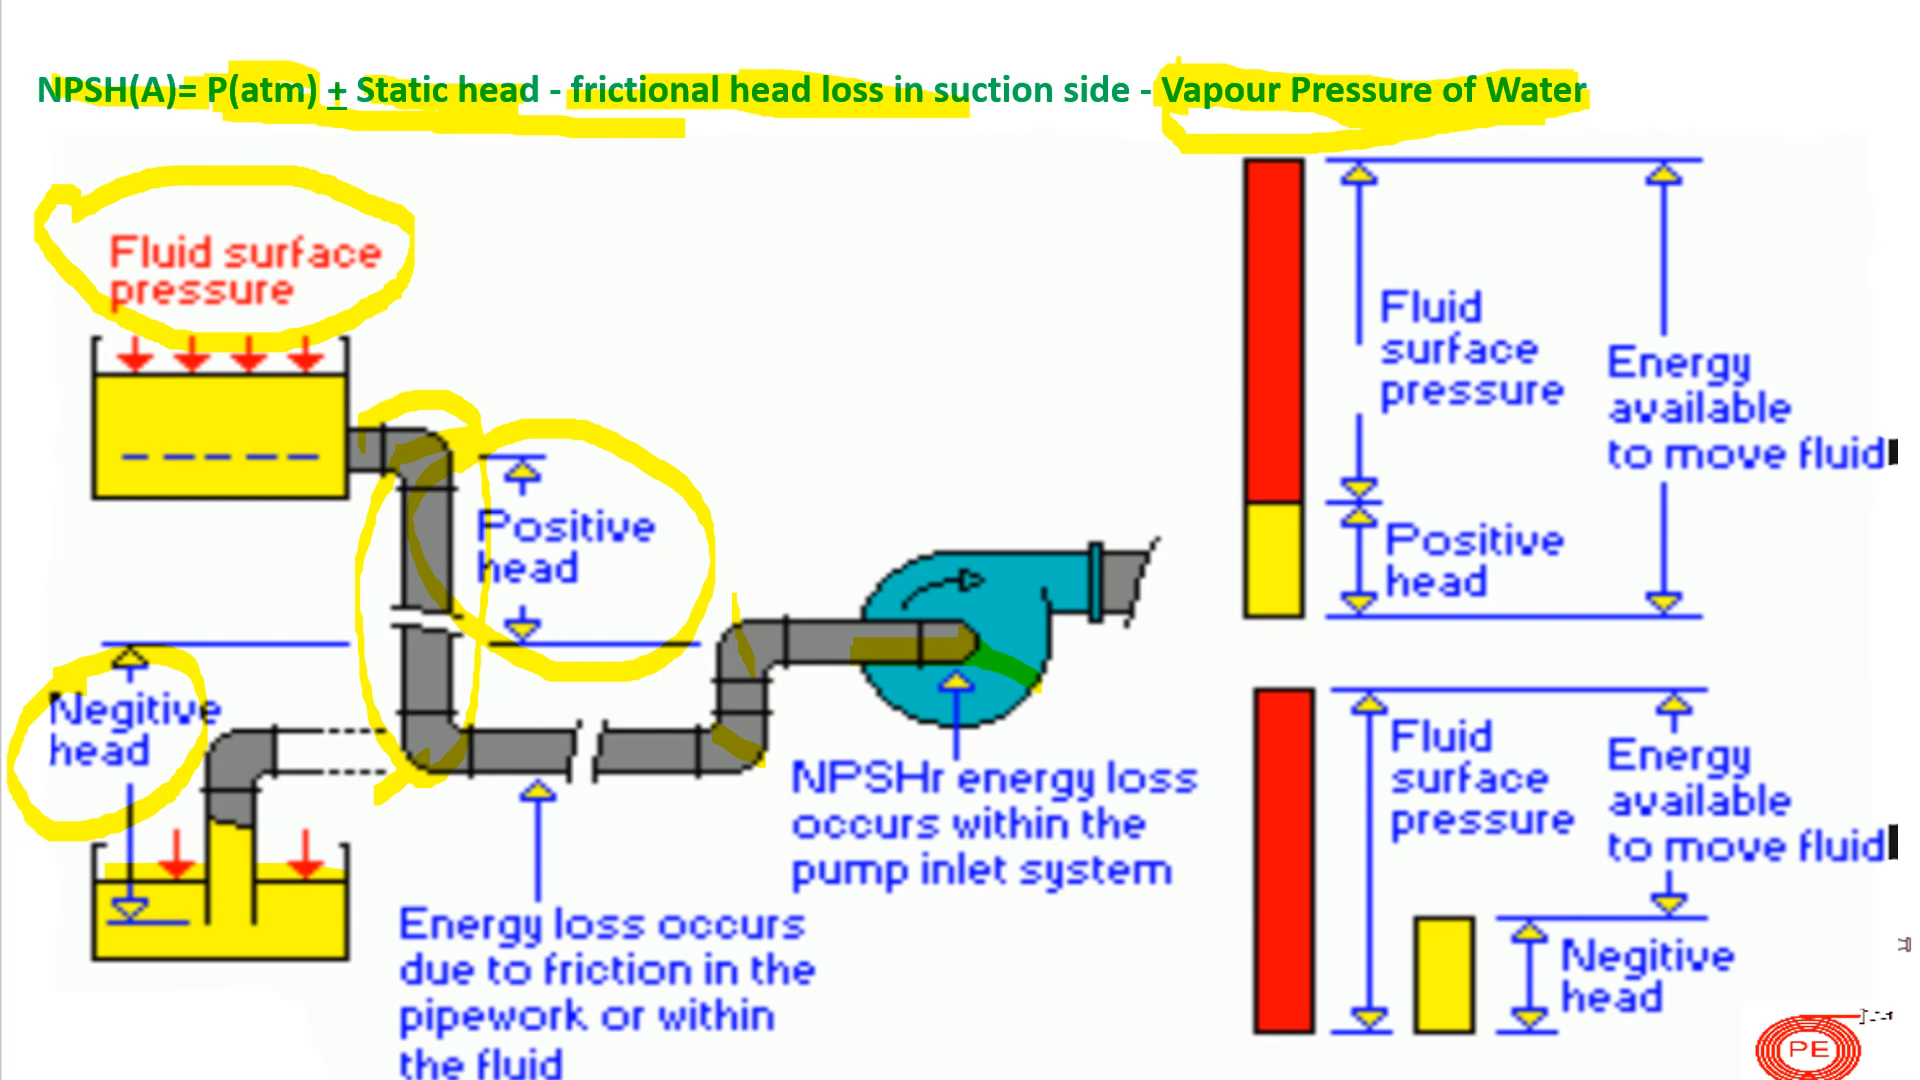 NPSH(A)= P(atm) ± Static head - frictional head loss in suction side - Vapour Pressure of Water
Fluid surface
pressure
Positive
head
Negitive
head
NPSHr energy loss
occurs within the
pump inlet system
Energy loss occurs
due to friction in the
pipework or within
the fluid
Fluid
surface
pressure
Energy
available
to move fluid
Positive
head
Fluid
surface
pressure
Energy
available
to move fluid
Negitive
head
PE